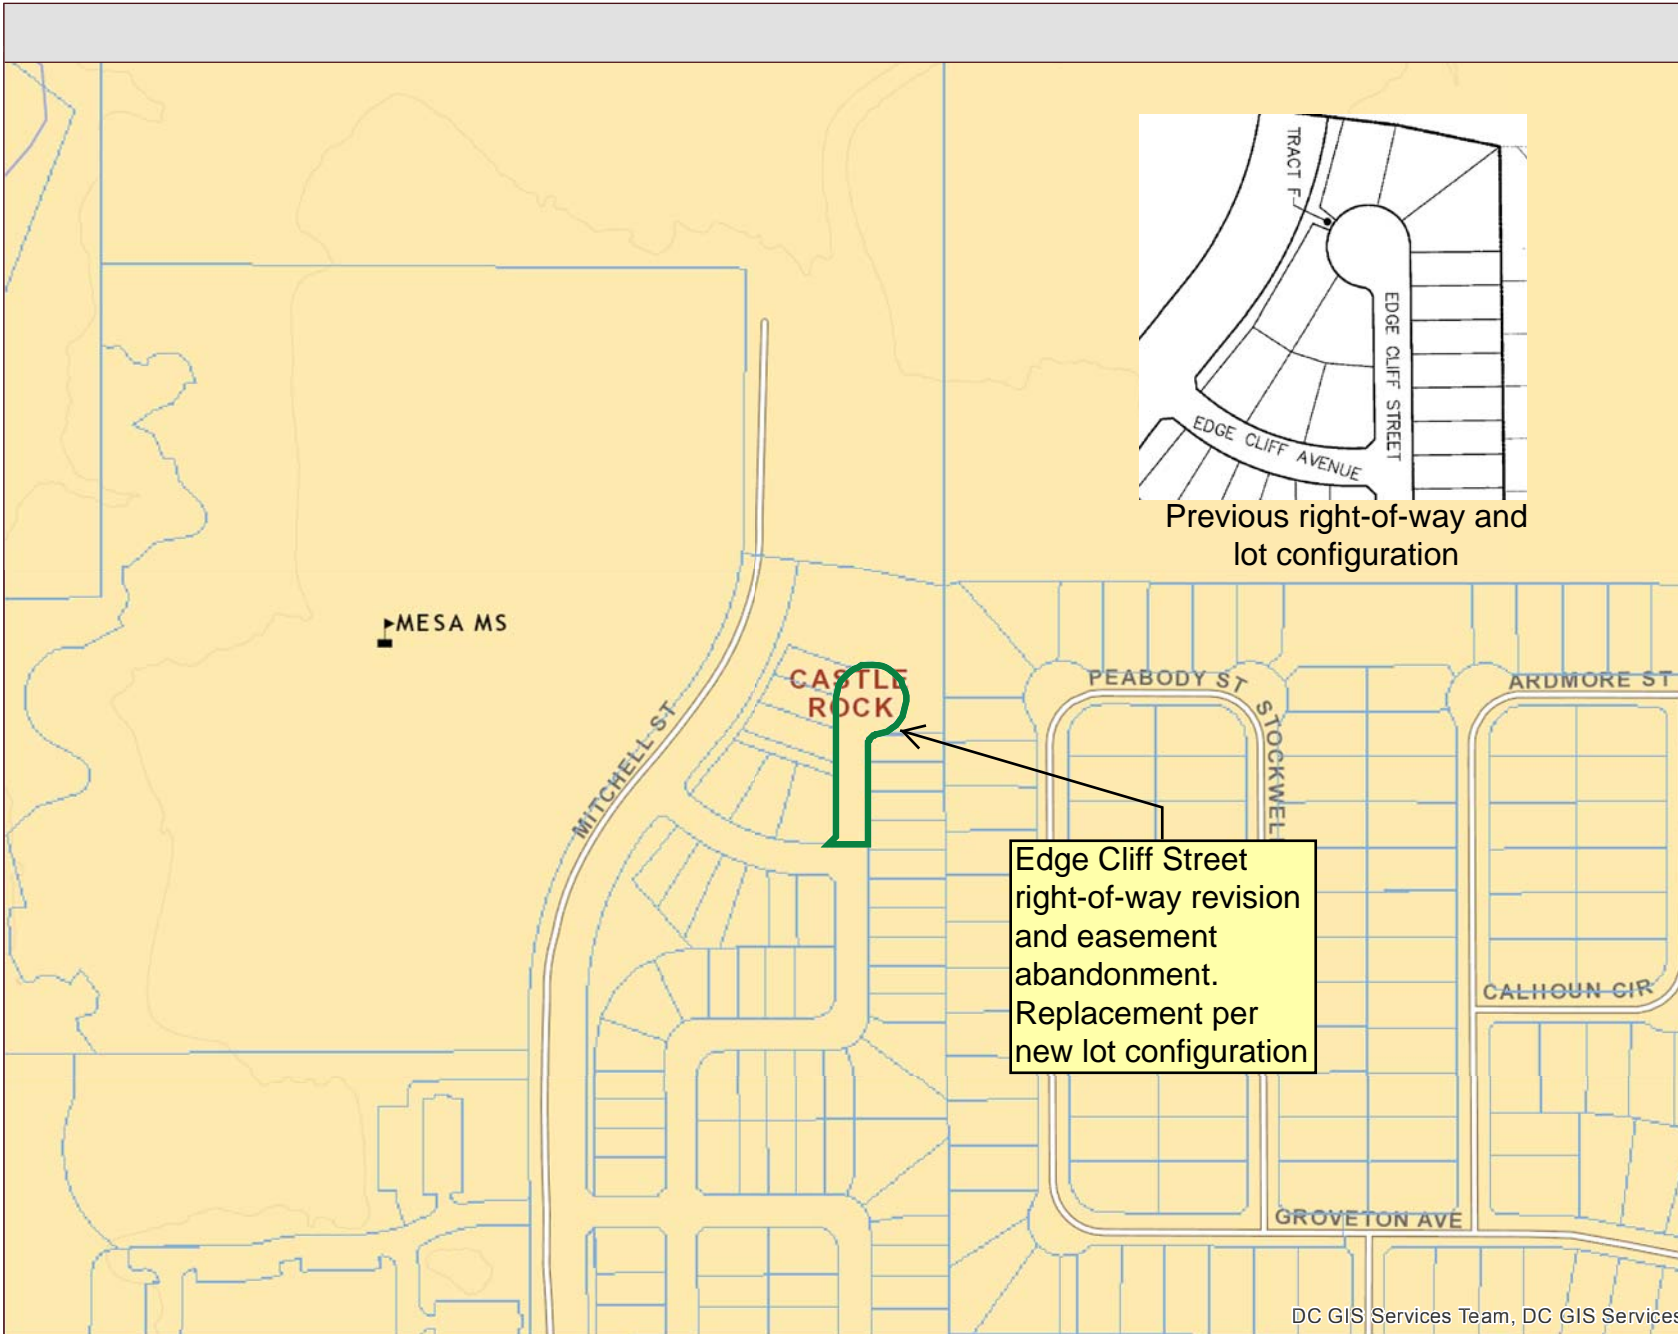 TRACT F
EDGE CLIFF STREET
EDGE CLIFF AVENUE
Previous right-of-way and
lot configuration
MESA MS
CASTLE
ROCK
PEABODY ST
ARDMORE ST
MITCHELL ST
STOCKWEL
Edge Cliff Street
right-of-way revision
and easement
abandonment.
Replacement per
new lot configuration
CALHOUN CIR
GROVETON AVE
DC GIS Services Team, DC GIS Services